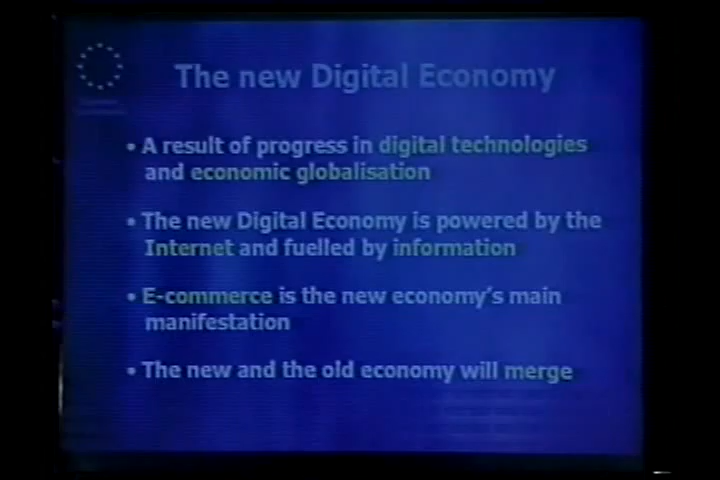 The new Digital Economy
• A result of progress in digital technologies
and economic globalisation
• The new Digital Economy is powered by the
Internet and fuelled by information
• E-commerce is the new economy's main
manifestation
• The new and the old economy will merge